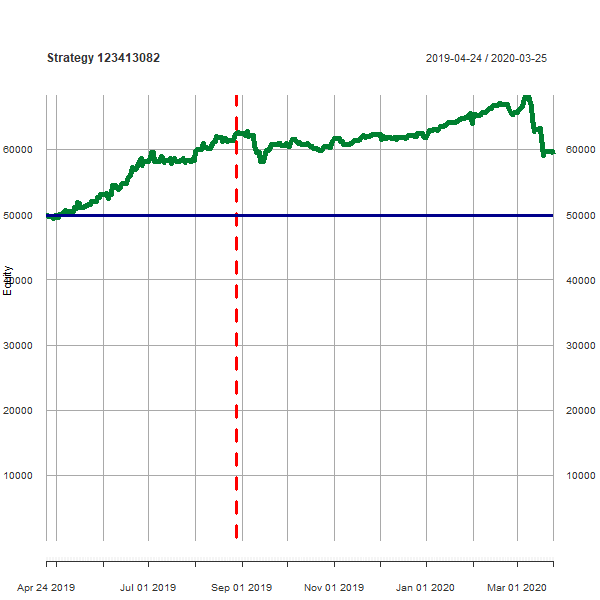 Strategy 123413082
2019-04-24 / 2020-03-25
60000
60000
50000
50000
Equity
40000
40000
30000
30000
20000
20000
10000
10000
Apr 24 2019
Jul 01 2019
Sep 01 2019
Nov 01 2019
Jan 01 2020
Mar 01 2020